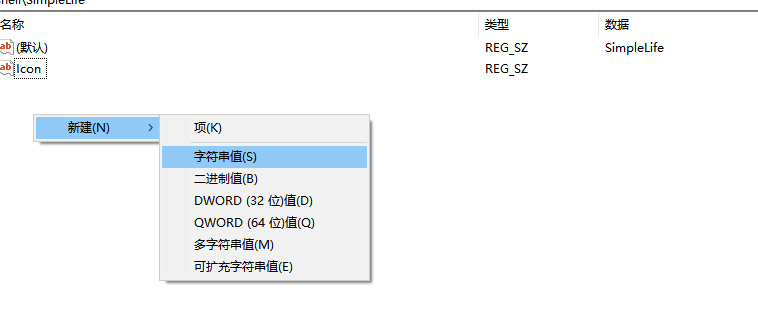 shell\SimpleLife
名称 类型 数据
ab (默认) REG_SZ SimpleLife
ab Icon REG_SZ
新建(N)
项(K)
字符串值(S)
二进制值(B)
DWORD (32 位)值(D)
QWORD (64 位)值(Q)
多字符串值(M)
可扩充字符串值(E)